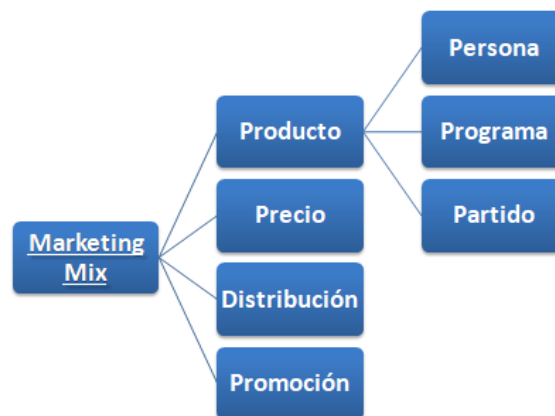 Marketing
Mix
Producto
Precio
Distribución
Promoción
Persona
Programa
Partido